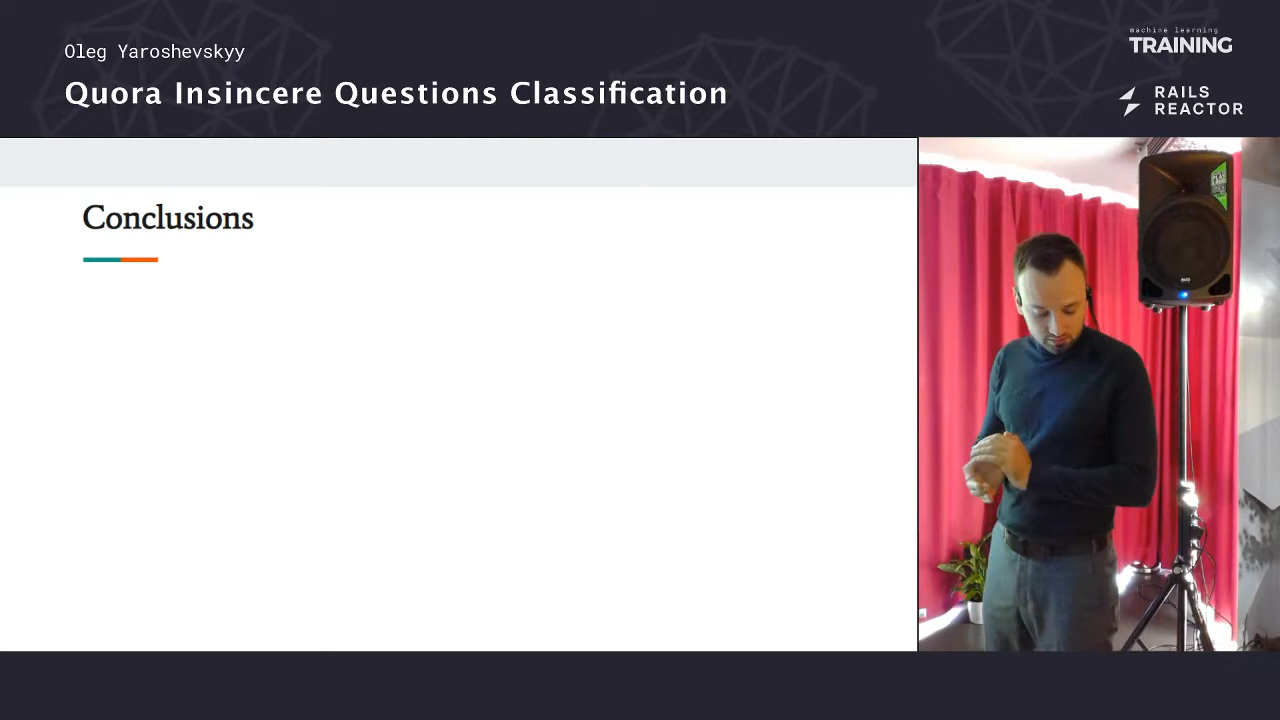 Oleg Yaroshevskyy
Quora Insincere Questions Classification
machine learning
TRAINING
RAILS
REACTOR
Conclusions